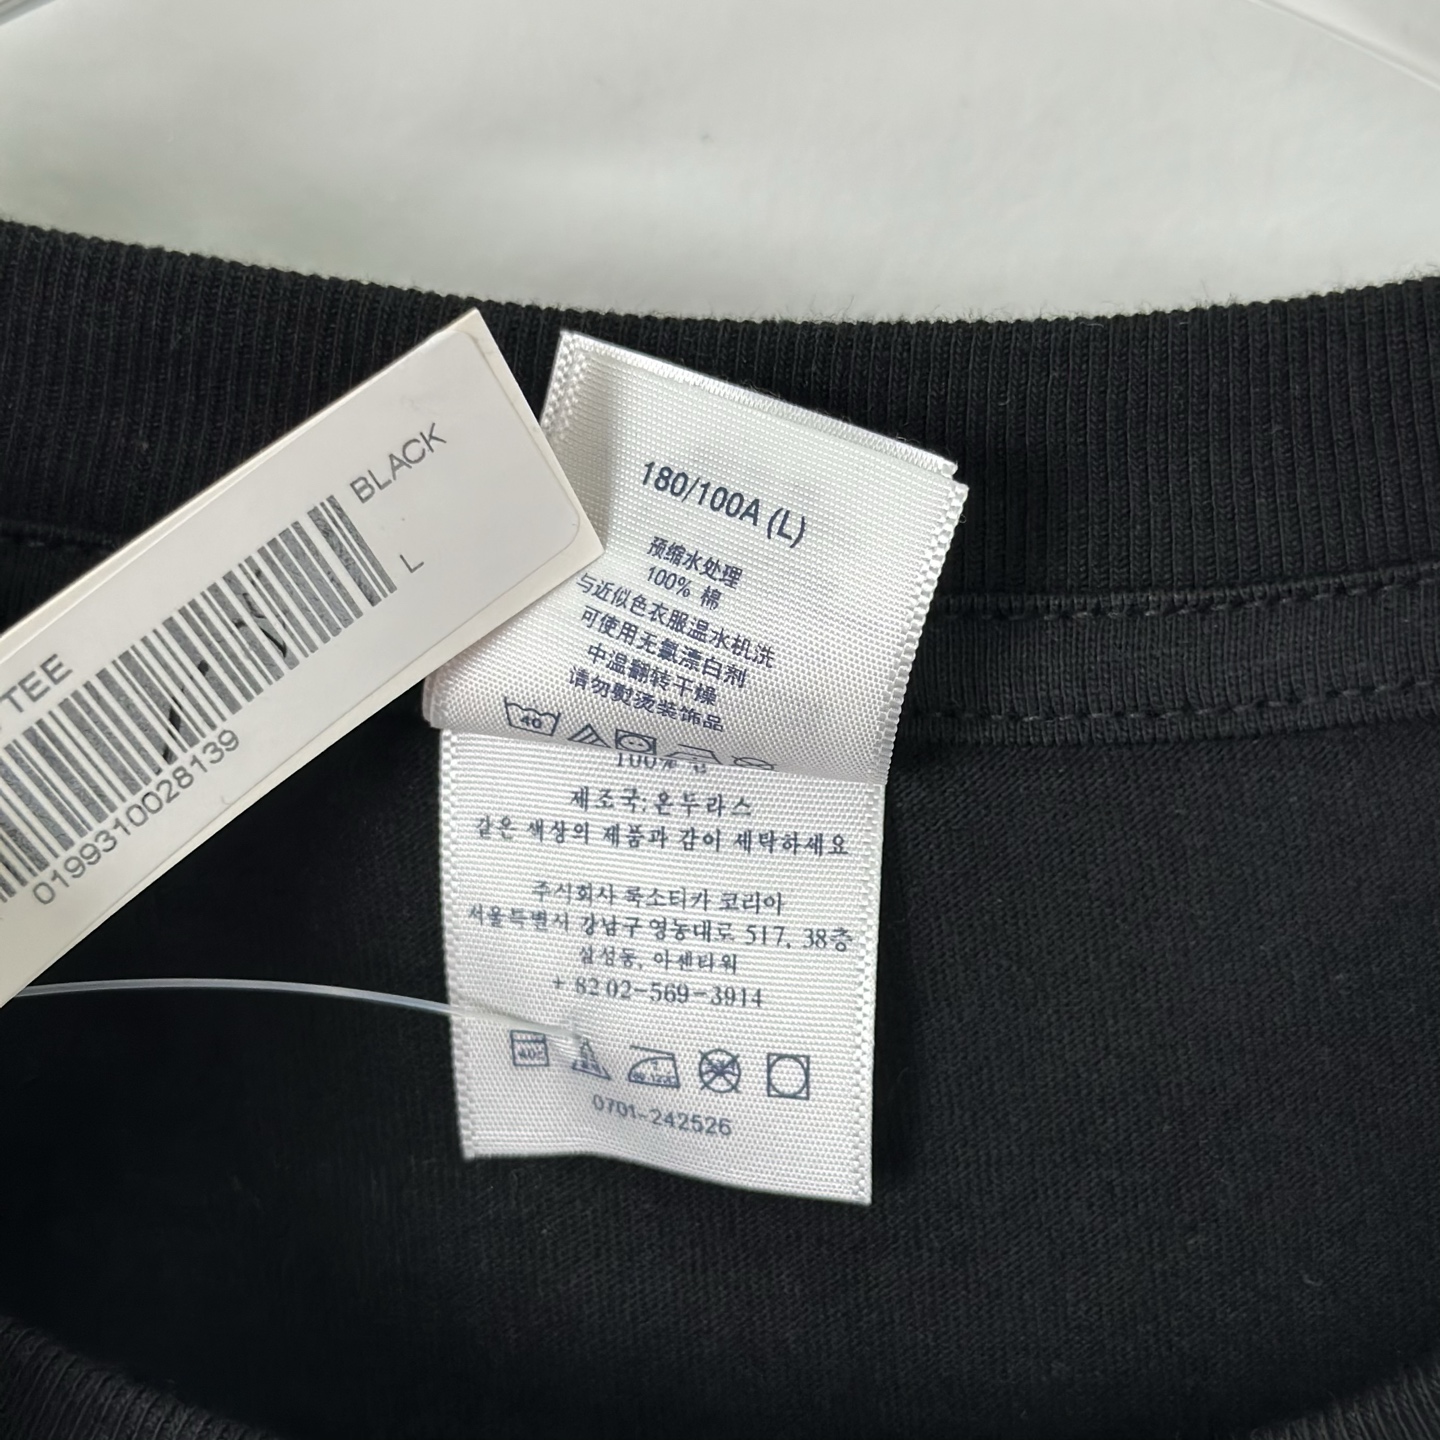 TEE
BLACK
L
019931002813​9
180/100A (L)
预缩水处理
100% 棉
与近似色衣服温水机洗
可使用无氯漂白剂
中温翻转干燥
请勿熨烫装饰品
40
100%
제조국: 온두라스
같은 색상의 제품과 같이 세탁하세요
주식회사 룩소티카 코리아
서울특별시 강남구 영동대로 517, 38층
삼성동, 아셈타워
+ 82 02-569-3914
40
0701-242526